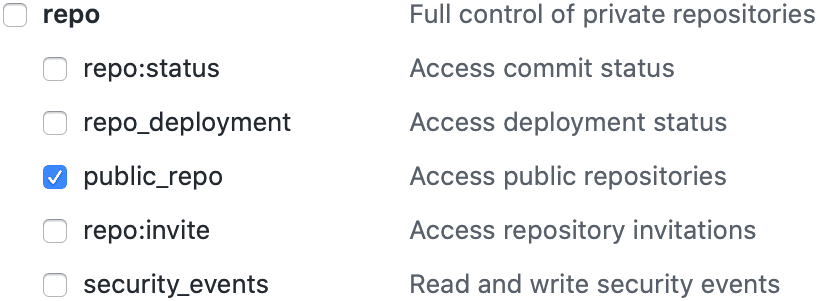 repo Full control of private repositories
repo:status Access commit status
repo_deployment Access deployment status
public_repo Access public repositories
repo:invite Access repository invitations
security_events Read and write security events